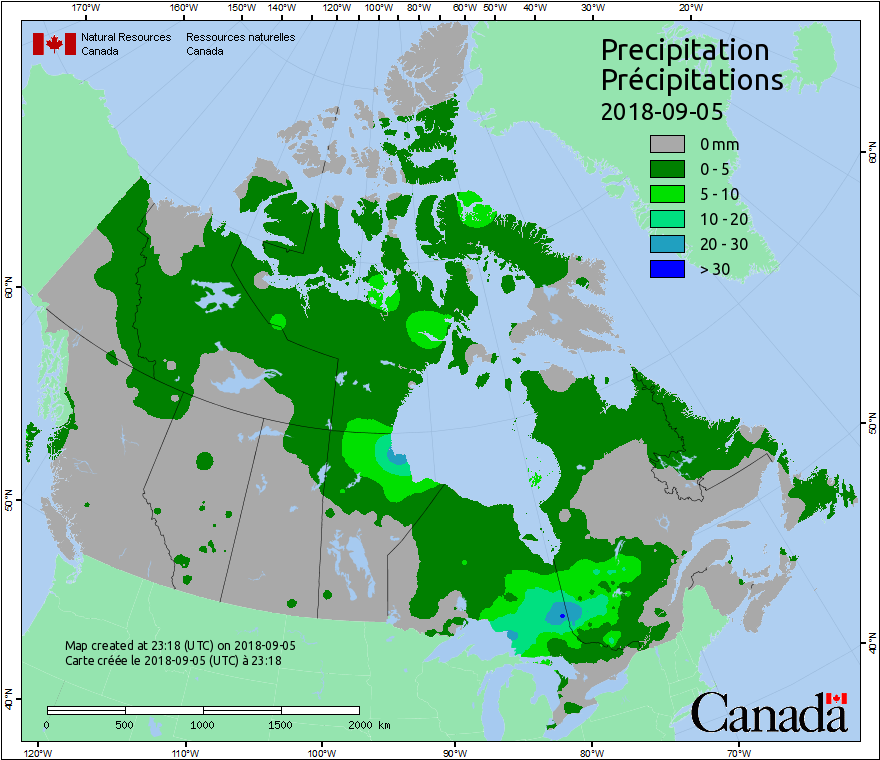 170°W 160°W 150°W 140°W 130°W 120°W 110°W 100°W 90°W 80°W 60°W 50°W 40°W 30°W 20°W
Natural Resources Ressources naturelles
Canada Canada
Precipitation
Précipitations
2018-09-05
0 mm
0 - 5
5 - 10
10 - 20
20 - 30
> 30
60°N
60°N
50°N
50°N
40°N
40°N
Map created at 23:18 (UTC) on 2018-09-05
Carte créée le 2018-09-05 (UTC) à 23:18
0 500 1000 1500 2000 km
Canada
120°W 110°W 100°W 90°W 80°W 70°W